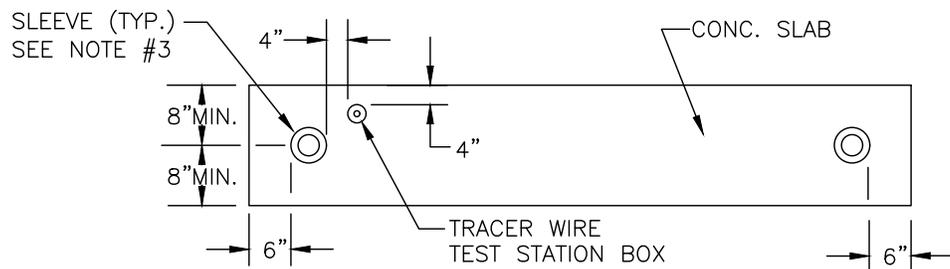 SLEEVE (TYP.)
SEE NOTE #3
4”
CONC. SLAB
8”MIN.
4”
8”MIN.
TRACER WIRE
TEST STATION BOX
6”
6”